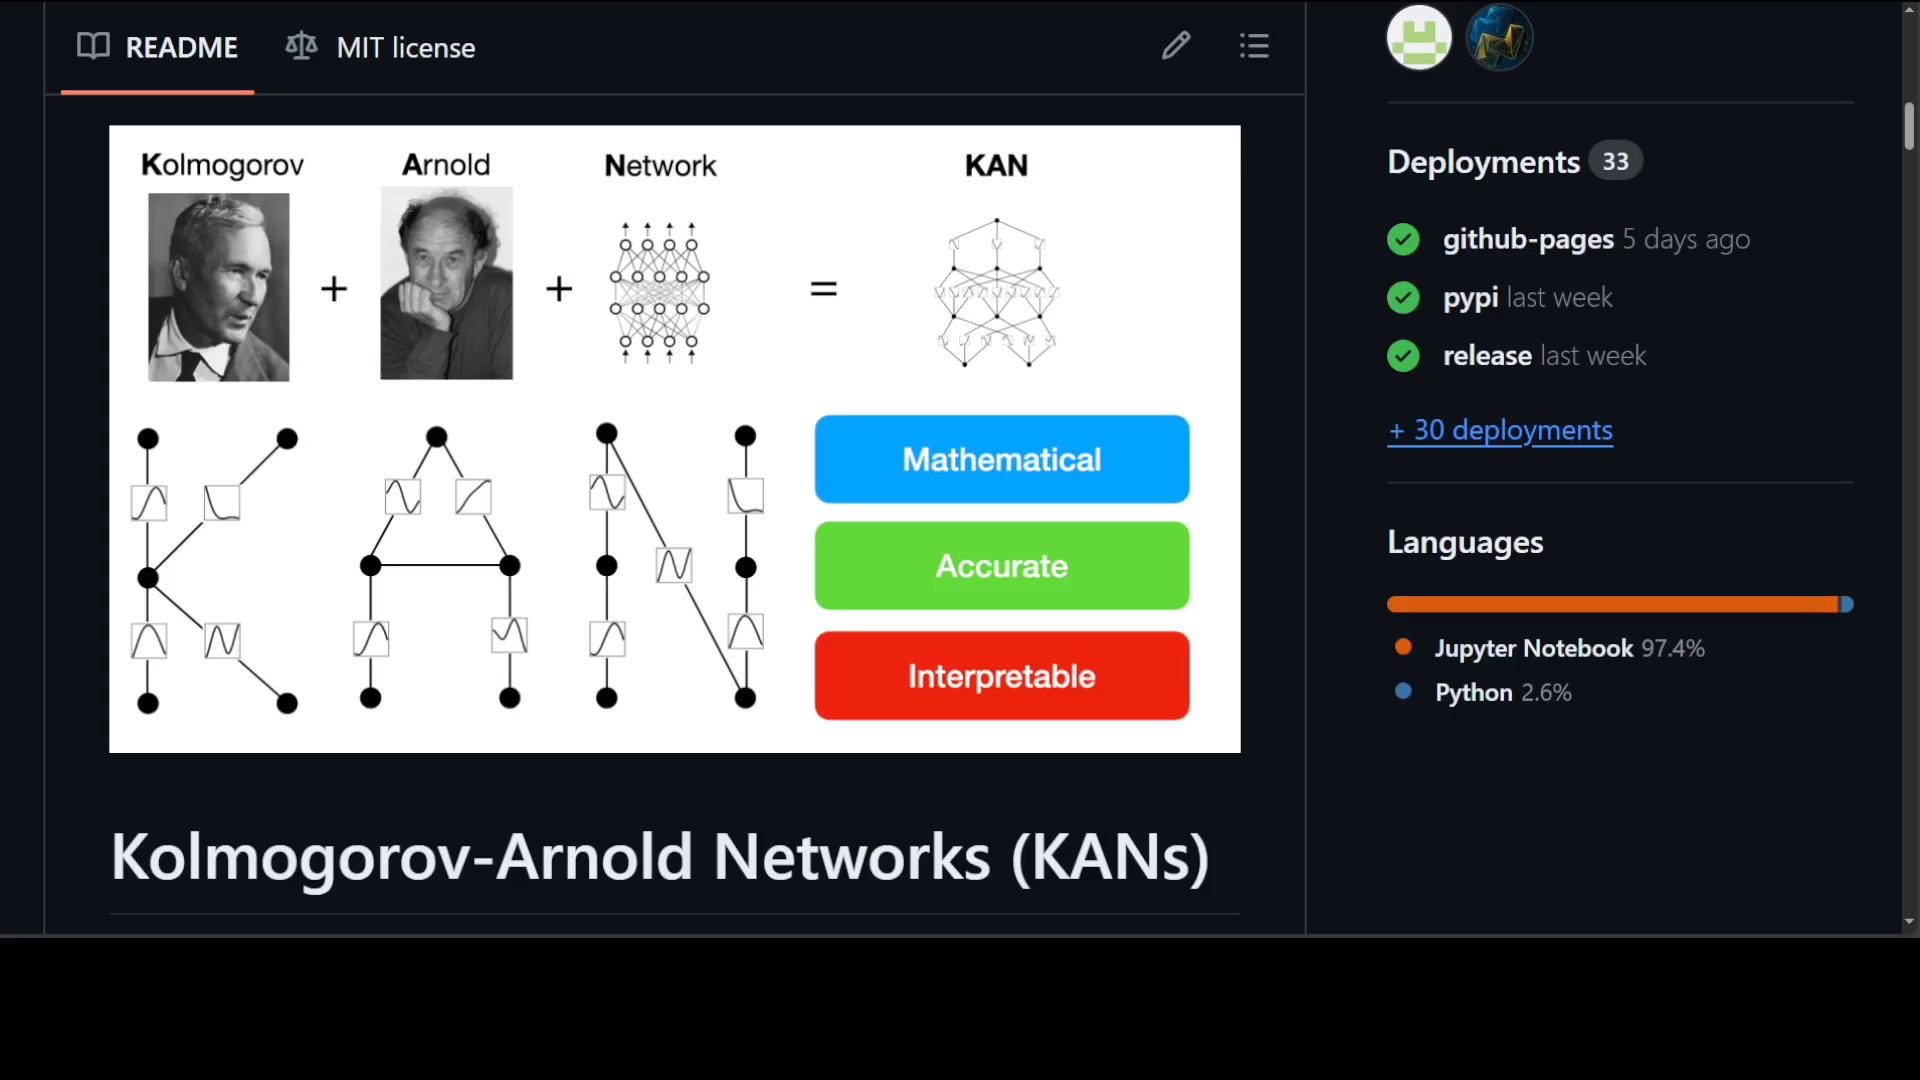 README
MIT license
Kolmogorov
Arnold
Network
KAN
+
+
=
Mathematical
Accurate
Interpretable
Kolmogorov-Arnold Networks (KANs)
Deployments 33
github-pages 5 days ago
pypi last week
release last week
+ 30 deployments
Languages
Jupyter Notebook 97.4%
Python 2.6%